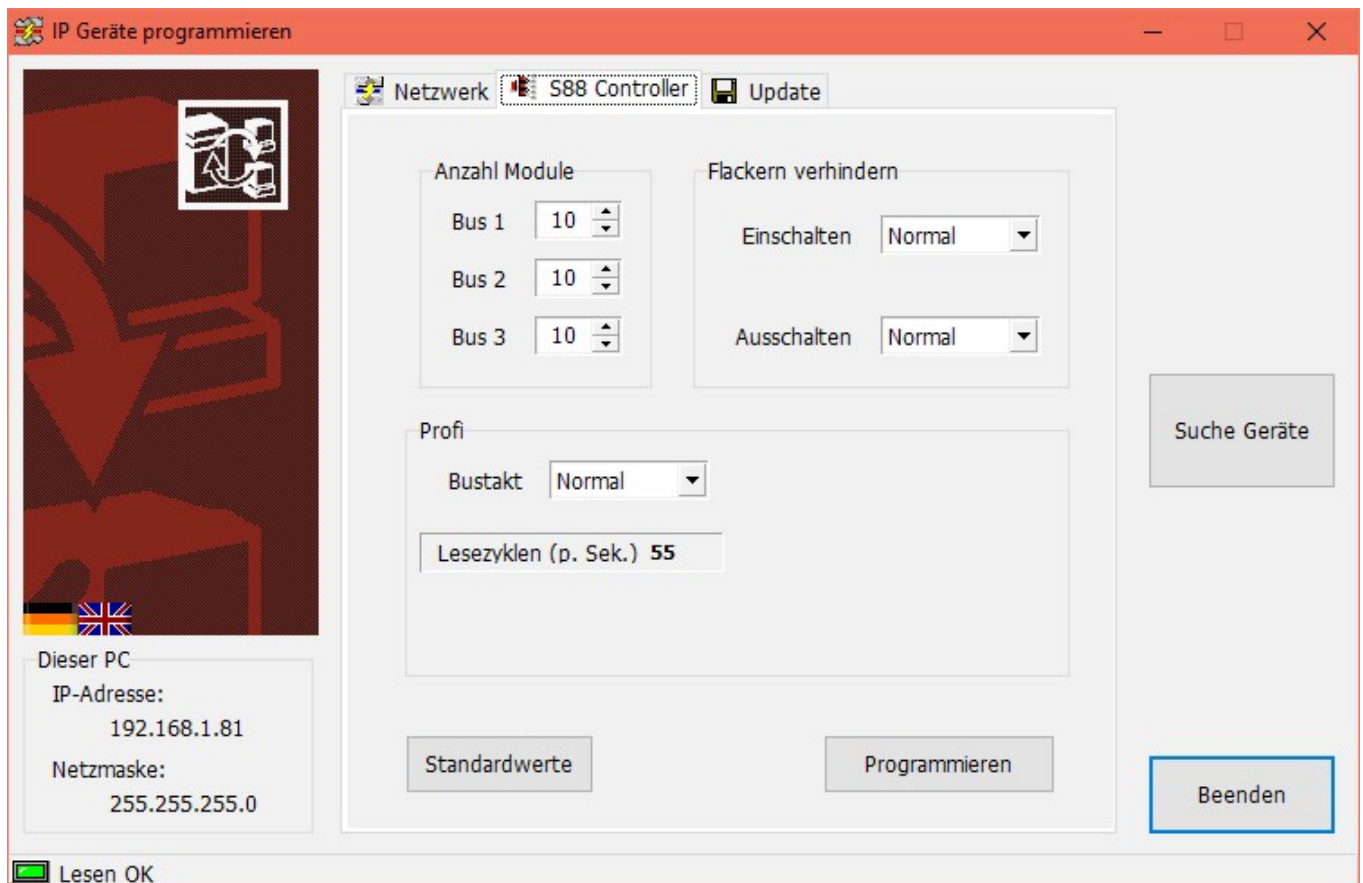 IP Geräte programmieren
Netzwerk S88 Controller Update
Anzahl Module
Bus 1 10
Bus 2 10
Bus 3 10
Flackern verhindern
Einschalten Normal
Ausschalten Normal
Profi
Bustakt Normal
Lesezyklen (p. Sek.) 55
Standardwerte
Programmieren
Suche Geräte
Beenden
Dieser PC
IP-Adresse:
192.168.1.81
Netzmaske:
255.255.255.0
Lesen OK